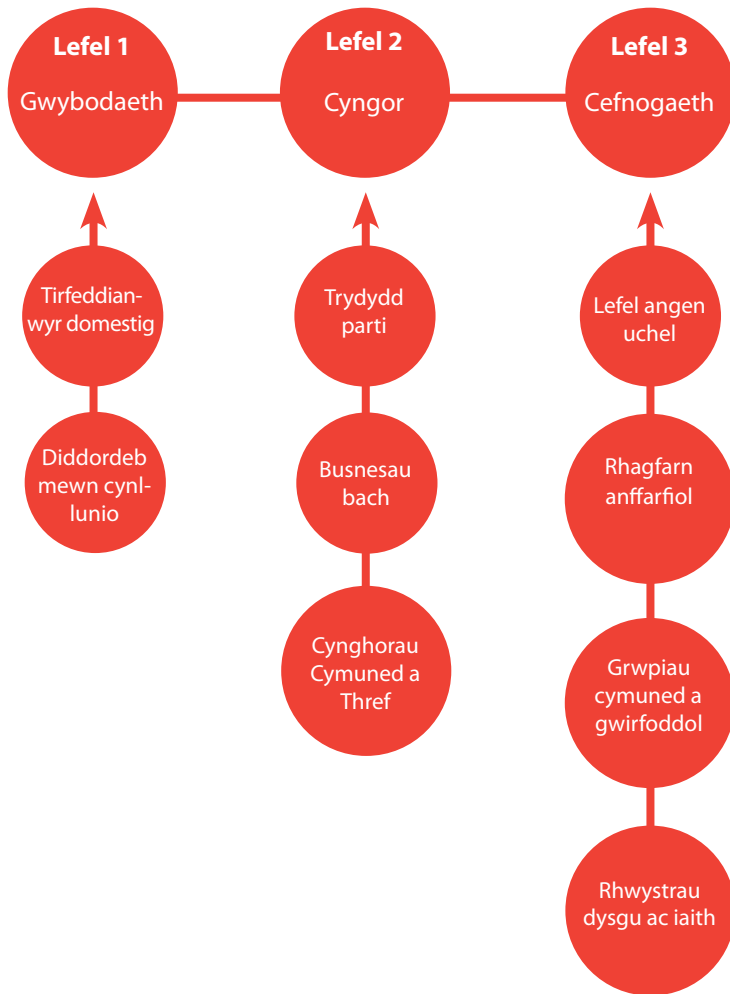 Lefel 1
Gwybodaeth
Lefel 2
Cyngor
Lefel 3
Cefnogaeth
Tirfeddian-
wyr domestig
Diddordeb
mewn cynl-
lunio
Trydydd
parti
Busnesau
bach
Cynghorau
Cymuned a
Thref
Lefel angen
uchel
Rhagfarn
anffarfiol
Grwpiau
cymuned a
gwirfoddol
Rhwystrau
dysgu ac iaith